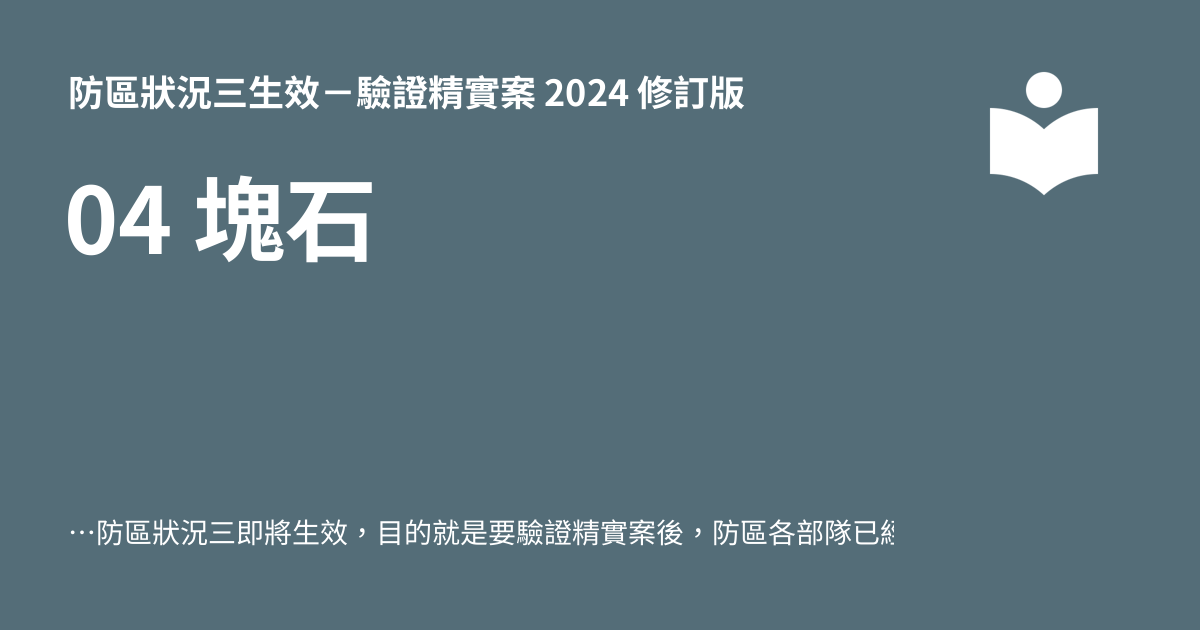 防區狀況三生效－驗證精實案 2024 修訂版
04 塊石
…防區狀況三即將生效，目的就是要驗證精實案後，防區各部隊已